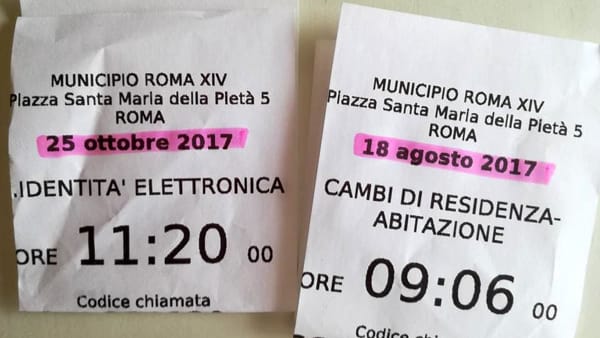 MUNICIPIO ROMA XIV
Piazza Santa Maria della Pietà 5
ROMA
25 ottobre 2017
.IDENTITA' ELETTRONICA
ORE 11:20 00
Codice chiamata
MUNICIPIO ROMA XIV
Piazza Santa Maria della Pietà 5
ROMA
18 agosto 2017
CAMBI DI RESIDENZA-
ABITAZIONE
ORE 09:06 00
Codice